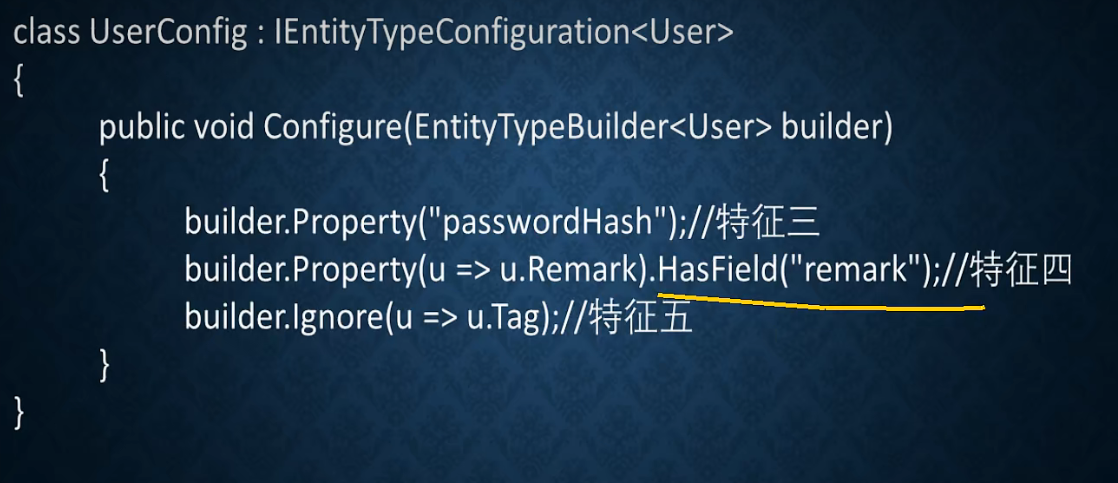 class UserConfig : IEntityTypeConfiguration<User>
{
public void Configure(EntityTypeBuilder<User> builder)
{
builder.Property("passwordHash");//特征三
builder.Property(u => u.Remark).HasField("remark");//特征四
builder.Ignore(u => u.Tag);//特征五
}
}